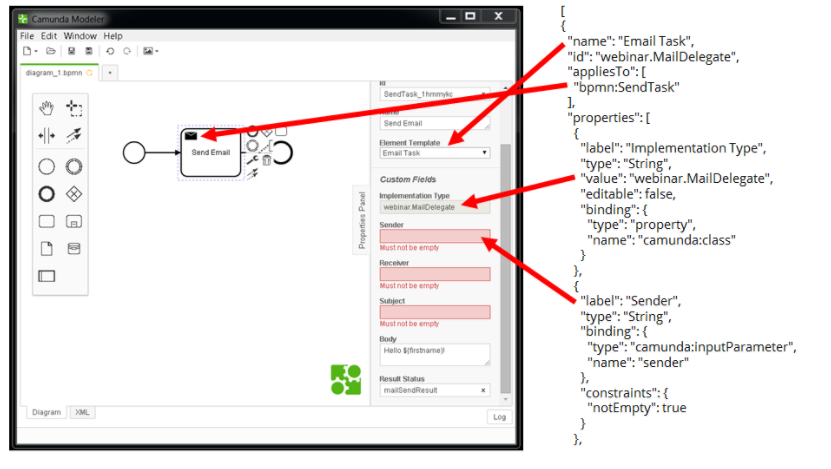 Camunda Modeler
File Edit Window Help
diagram_1.bpmn
+
Send Email
Properties Panel
Id
SendTask_1hmmykc
x
Name
Send Email
Element Template
Email Task
Custom Fields
Implementation Type
webinar.MailDelegate
Sender
Must not be empty
Receiver
Must not be empty
Subject
Must not be empty
Body
Hello ${firstname}!
Result Status
mailSendResult
x
Diagram XML
Log
[
{
"name": "Email Task",
"id": "webinar.MailDelegate",
"appliesTo": [
"bpmn:SendTask"
],
"properties": [
{
"label": "Implementation Type",
"type": "String",
"value": "webinar.MailDelegate",
"editable": false,
"binding": {
"type": "property",
"name": "camunda:class"
}
},
{
"label": "Sender",
"type": "String",
"binding": {
"type": "camunda:inputParameter",
"name": "sender"
},
"constraints": {
"notEmpty": true
}
},